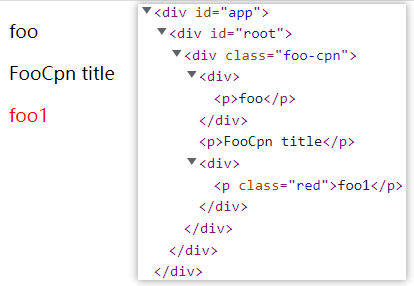 foo
FooCpn title
foo1
<div id="app">
<div id="root">
<div class="foo-cpn">
<div>
<p>foo</p>
</div>
<p>FooCpn title</p>
<div>
<p class="red">foo1</p>
</div>
</div>
</div>
</div>